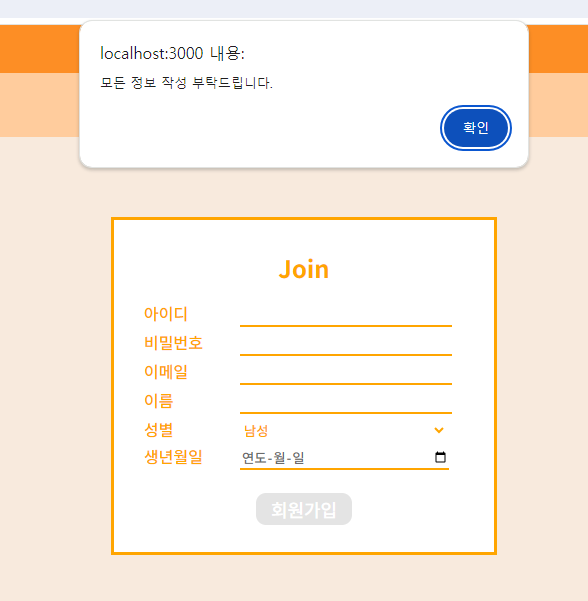 localhost:3000 내용:
모든 정보 작성 부탁드립니다.
확인
Join
아이디
비밀번호
이메일
이름
성별 남성
생년월일 연도-월-일
회원가입